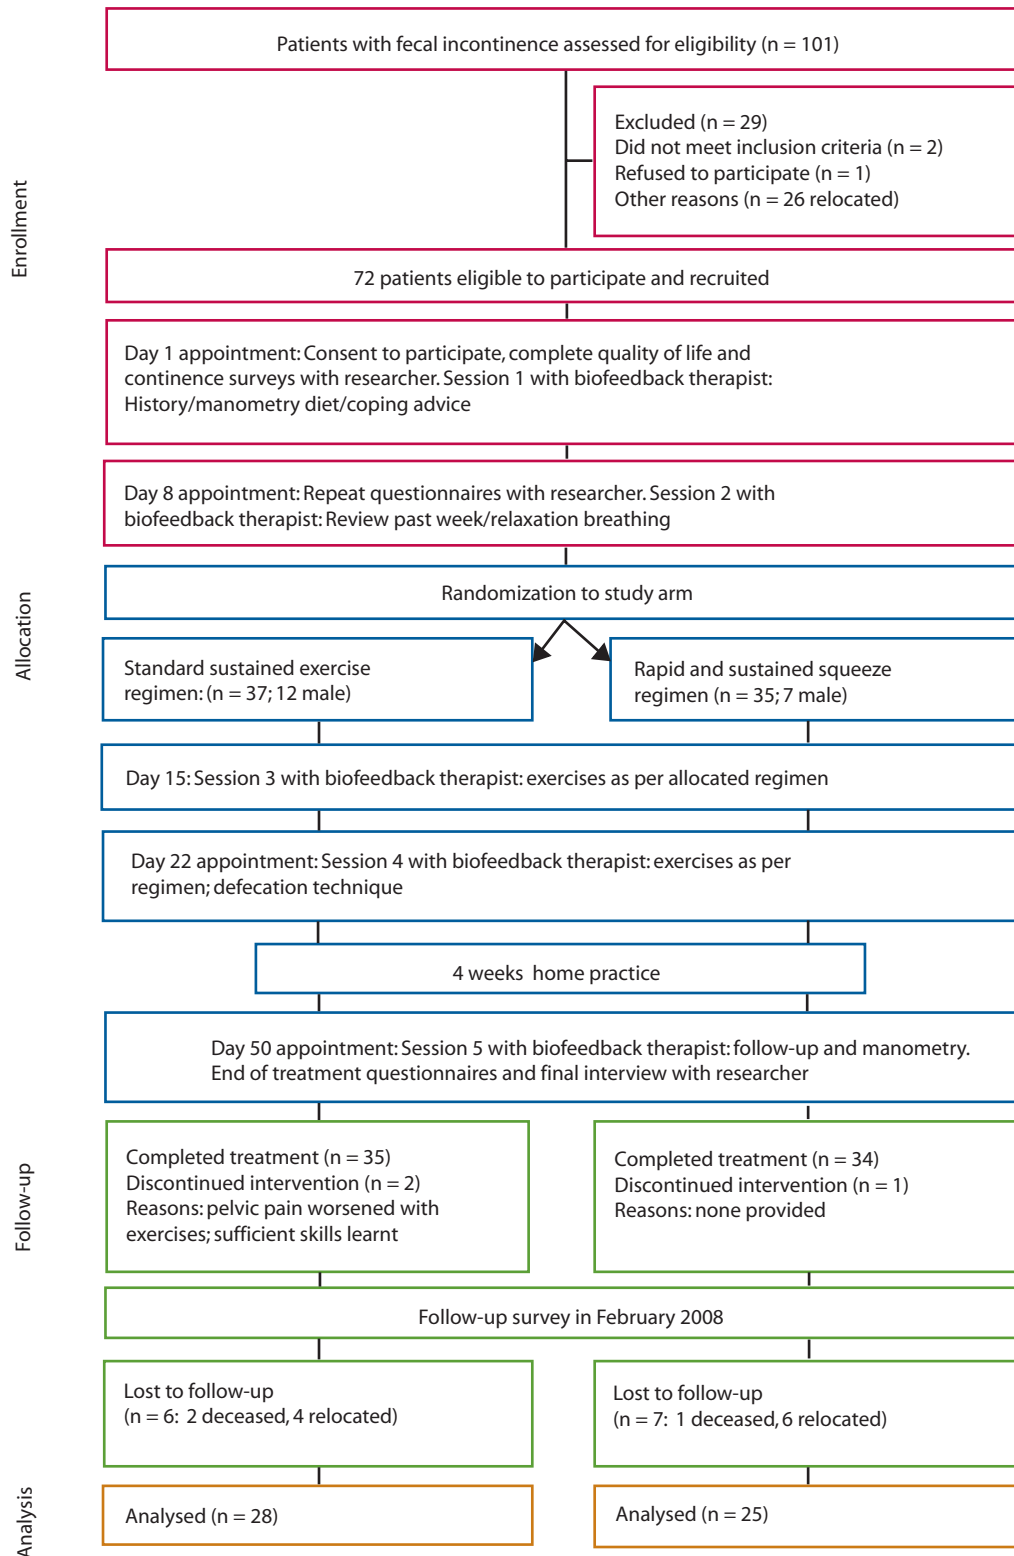 Patients with fecal incontinence assessed for eligibility (n = 101)
Excluded (n = 29)
Did not meet inclusion criteria (n = 2)
Refused to participate (n = 1)
Other reasons (n = 26 relocated)
Enrollment
72 patients eligible to participate and recruited
Day 1 appointment: Consent to participate, complete quality of life and
continence surveys with researcher. Session 1 with biofeedback therapist:
History/manometry diet/coping advice
Day 8 appointment: Repeat questionnaires with researcher. Session 2 with
biofeedback therapist: Review past week/relaxation breathing
Allocation
Randomization to study arm
Standard sustained exercise
regimen: (n = 37; 12 male)
Rapid and sustained squeeze
regimen (n = 35; 7 male)
Day 15: Session 3 with biofeedback therapist: exercises as per allocated regimen
Day 22 appointment: Session 4 with biofeedback therapist: exercises as per
regimen; defecation technique
4 weeks home practice
Day 50 appointment: Session 5 with biofeedback therapist: follow-up and manometry.
End of treatment questionnaires and final interview with researcher
Follow-up
Completed treatment (n = 35)
Discontinued intervention (n = 2)
Reasons: pelvic pain worsened with
exercises; sufficient skills learnt
Completed treatment (n = 34)
Discontinued intervention (n = 1)
Reasons: none provided
Follow-up survey in February 2008
Lost to follow-up
(n = 6: 2 deceased, 4 relocated)
Lost to follow-up
(n = 7: 1 deceased, 6 relocated)
Analysis
Analysed (n = 28)
Analysed (n = 25)